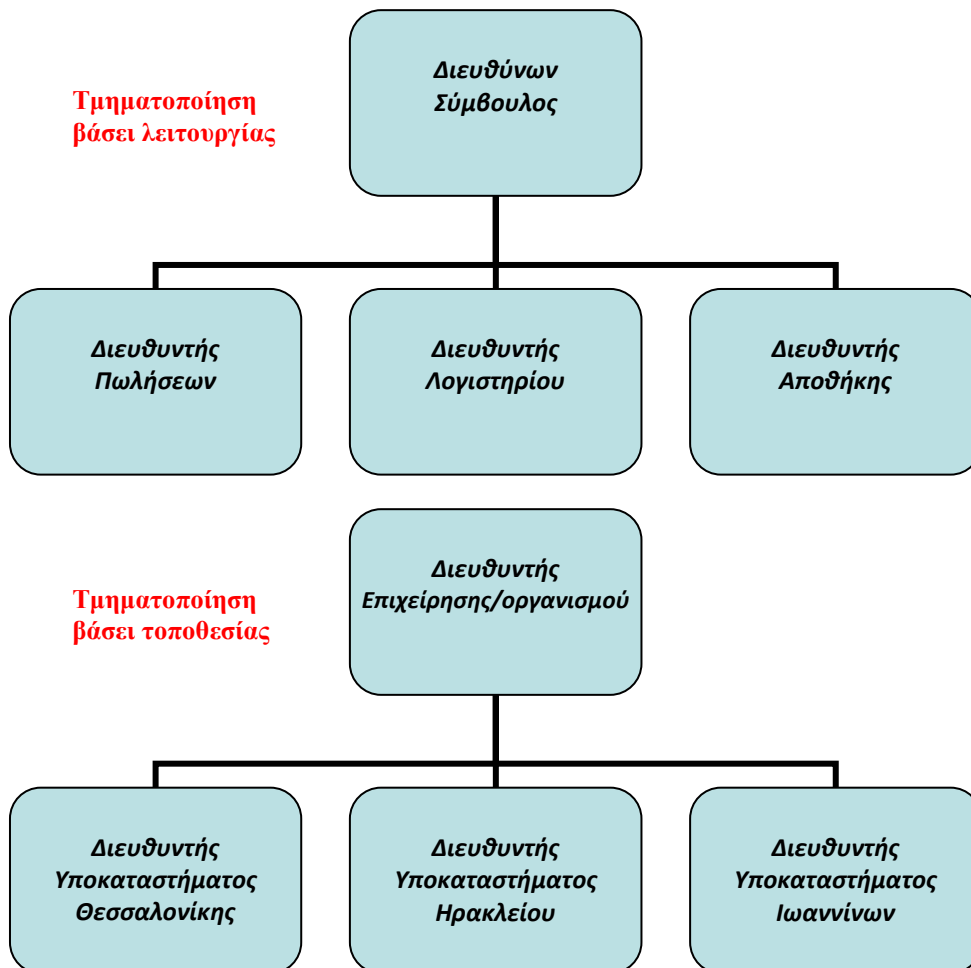 Τμηματοποίηση
βάσει λειτουργίας
Διευθύνων
Σύμβουλος
Διευθυντής
Πωλήσεων
Διευθυντής
Λογιστηρίου
Διευθυντής
Αποθήκης
Τμηματοποίηση
βάσει τοποθεσίας
Διευθυντής
Επιχείρησης/οργανισμού
Διευθυντής
Υποκαταστήματος
Θεσσαλονίκης
Διευθυντής
Υποκαταστήματος
Ηρακλείου
Διευθυντής
Υποκαταστήματος
Ιωαννίνων